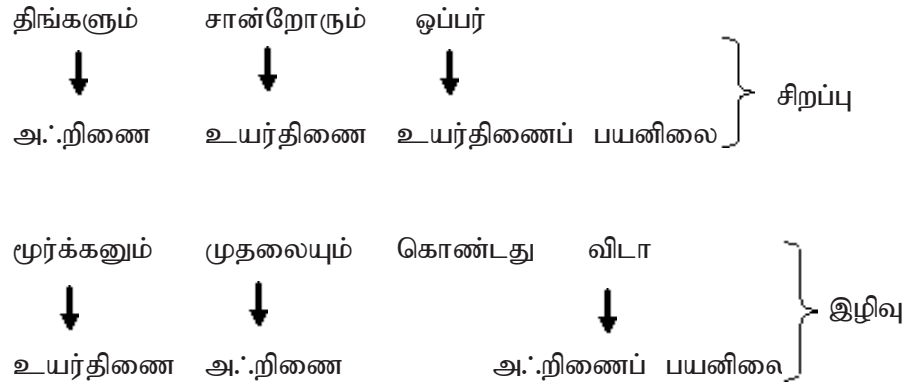 திங்களும் சான்றோரும் ஒப்பர்
சிறப்பு
அஃறிணை உயர்திணை உயர்திணைப் பயனிலை
மூர்க்கனும் முதலையும் கொண்டது விடா
இழிவு
உயர்திணை அஃறிணை அஃறிணைப் பயனிலை